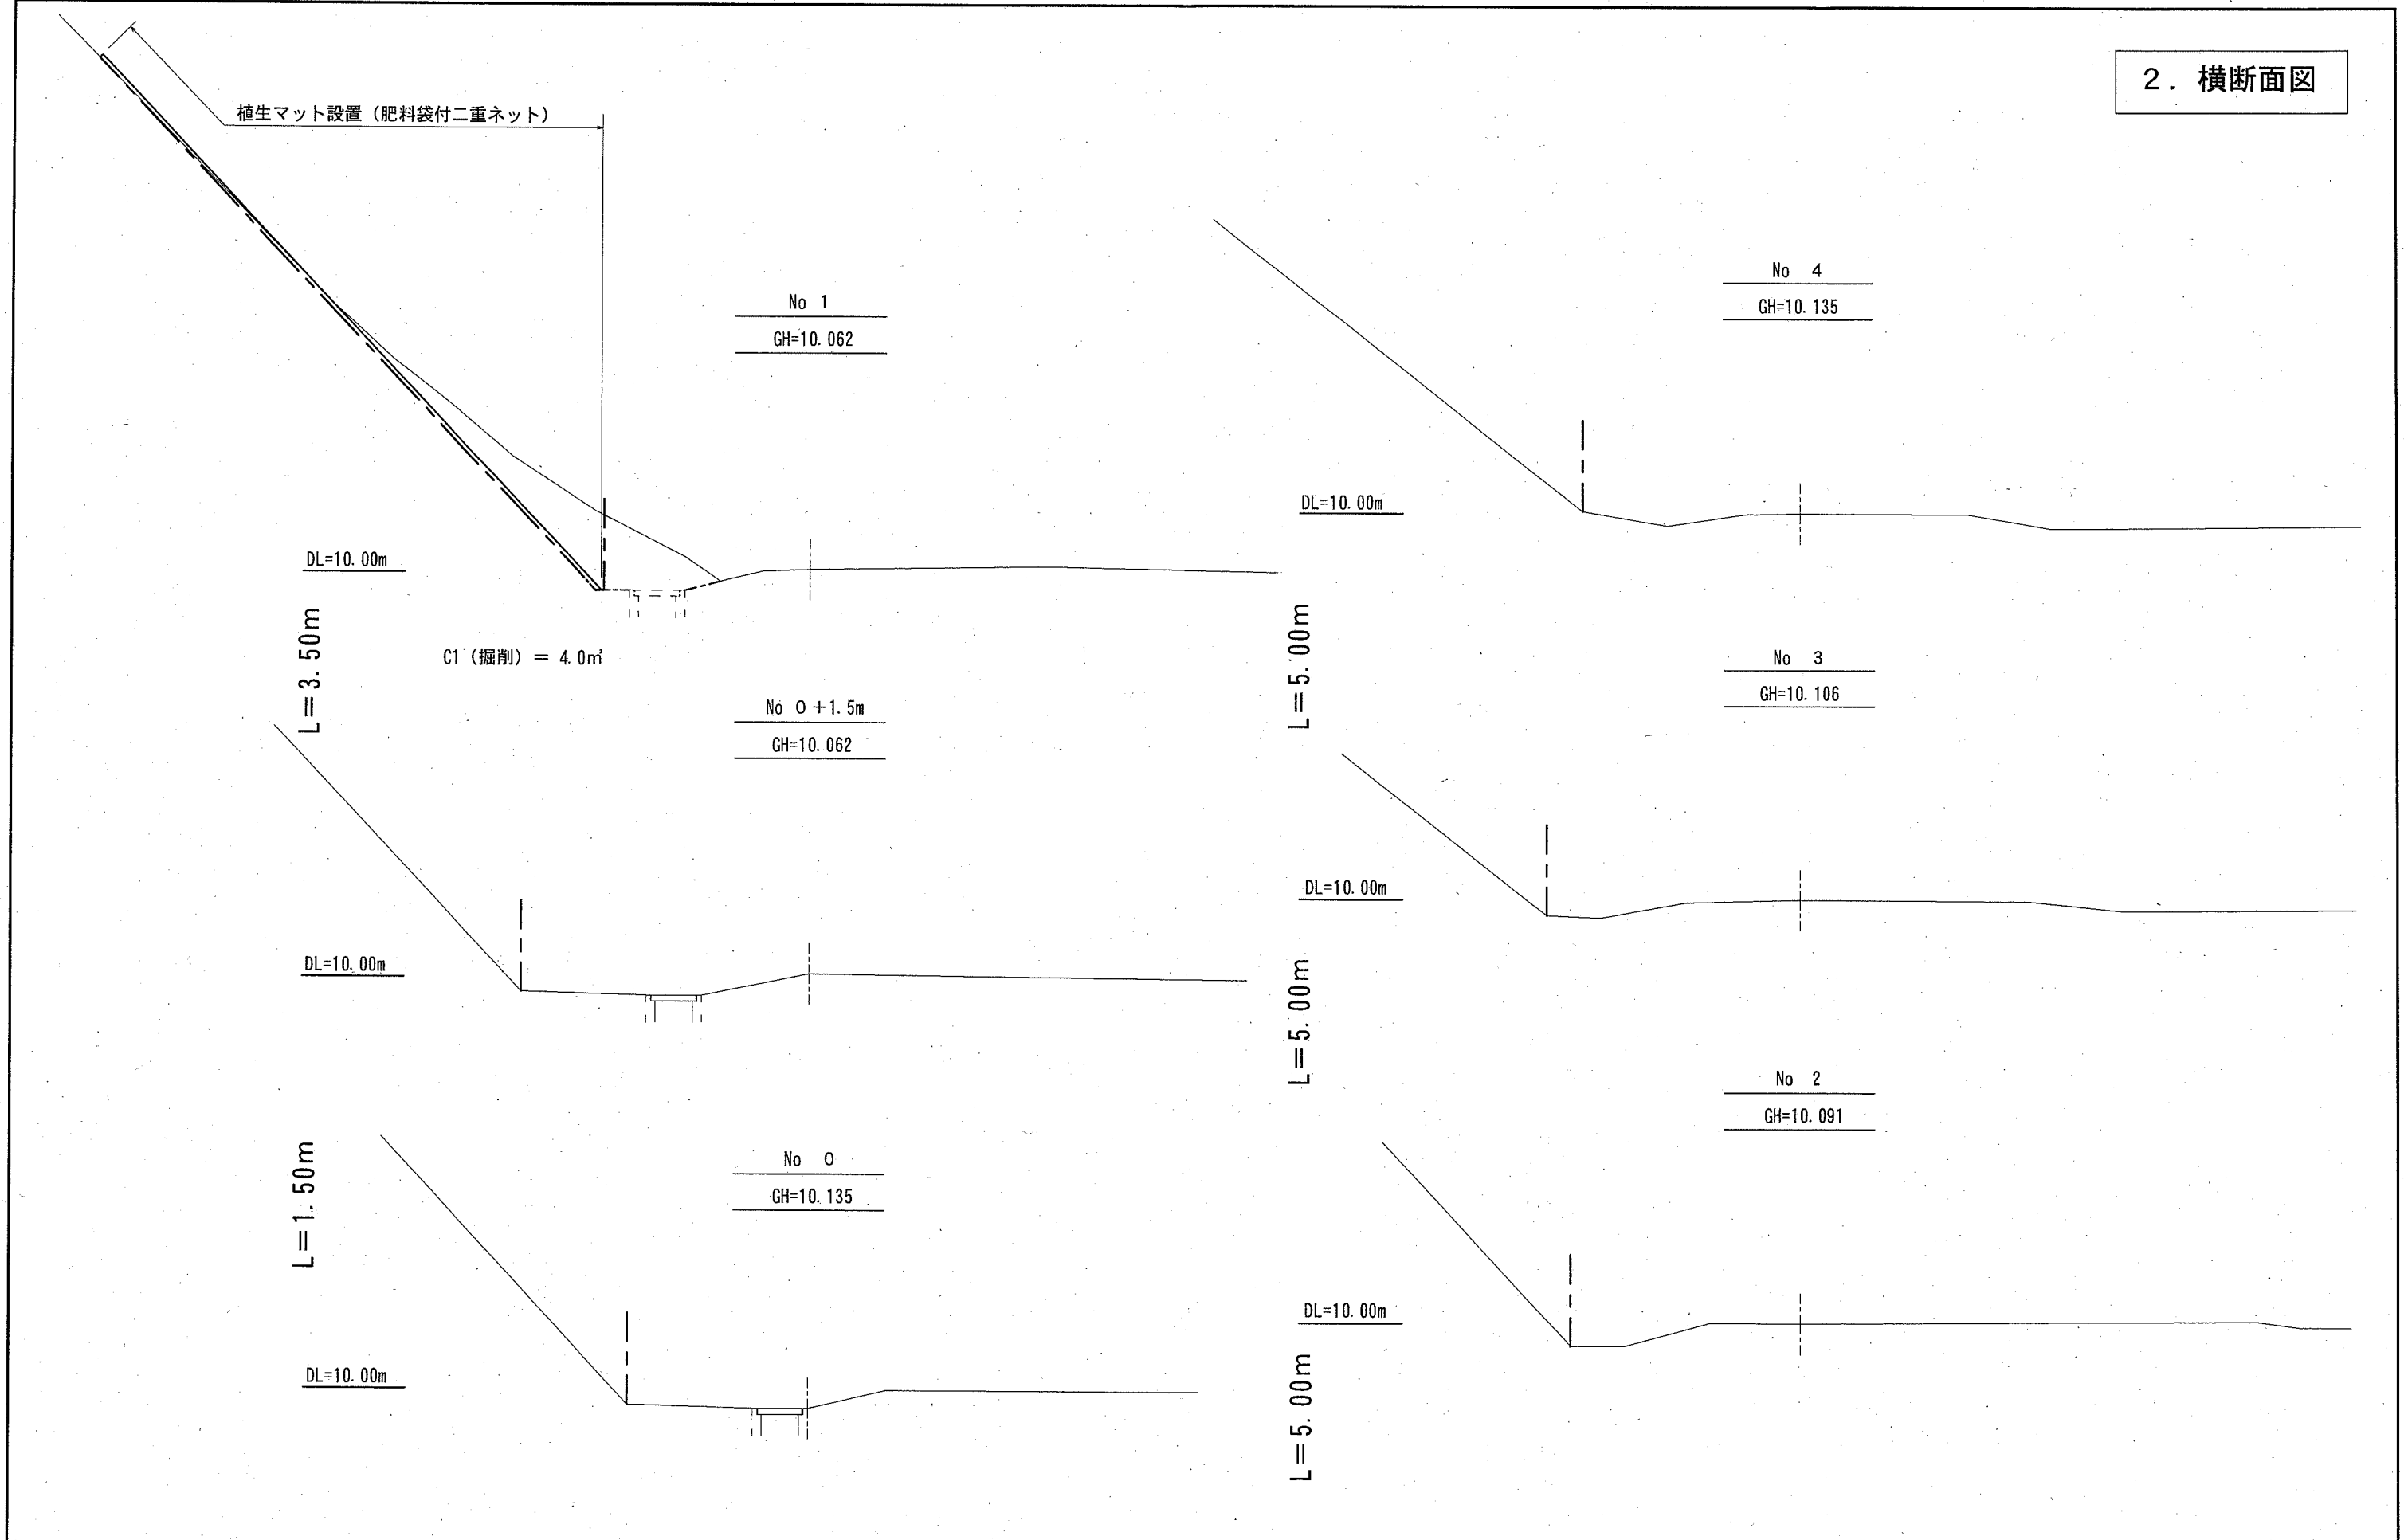 2. 横断面図
植生マット設置（肥料袋付二重ネット）
No 1
GH=10.062
DL=10.00m
C1（掘削）＝ 4.0㎡
L＝3.50m
No 0＋1.5m
GH=10.062
DL=10.00m
L＝1.50m
No 0
GH=10.135
DL=10.00m
No 4
GH=10.135
DL=10.00m
L＝5.00m
No 3
GH=10.106
DL=10.00m
L＝5.00m
No 2
GH=10.091
DL=10.00m
L＝5.00m